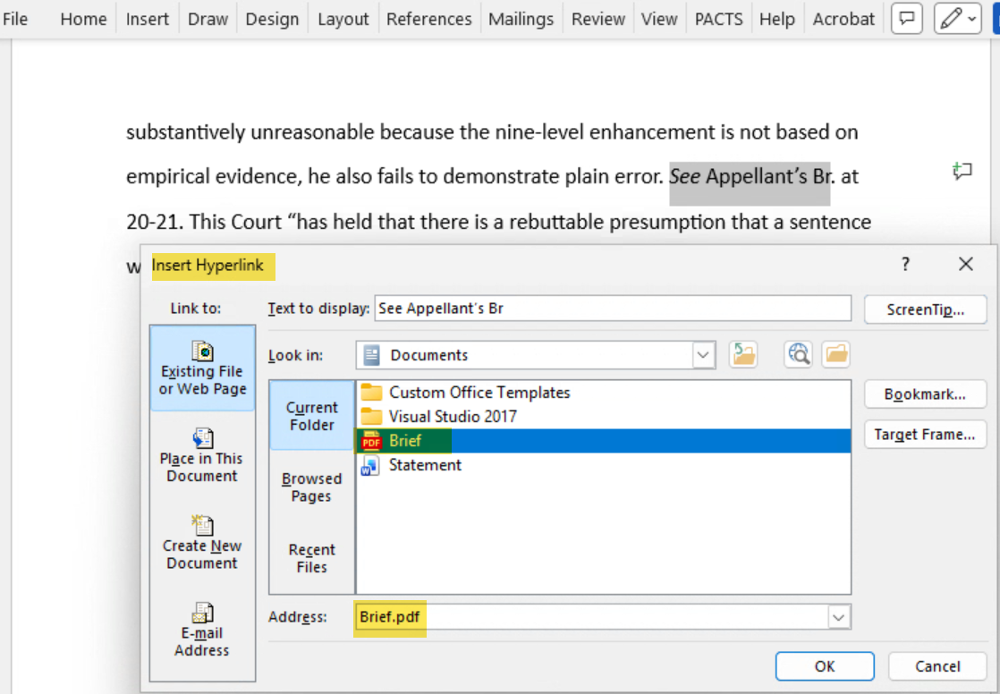 File Home Insert Draw Design Layout References Mailings Review View PACTS Help Acrobat
substantively unreasonable because the nine-level enhancement is not based on
empirical evidence, he also fails to demonstrate plain error. See Appellant’s Br. at
20-21. This Court “has held that there is a rebuttable presumption that a sentence
w
Insert Hyperlink ?
Link to:
Text to display: See Appellant's Br
ScreenTip...
Existing File
or Web Page
Place in This
Document
Create New
Document
E-mail
Address
Look in: Documents
Current
Folder
Browsed
Pages
Recent
Files
Custom Office Templates
Visual Studio 2017
PDF Brief
W Statement
Bookmark...
Target Frame...
Address: Brief.pdf
OK Cancel